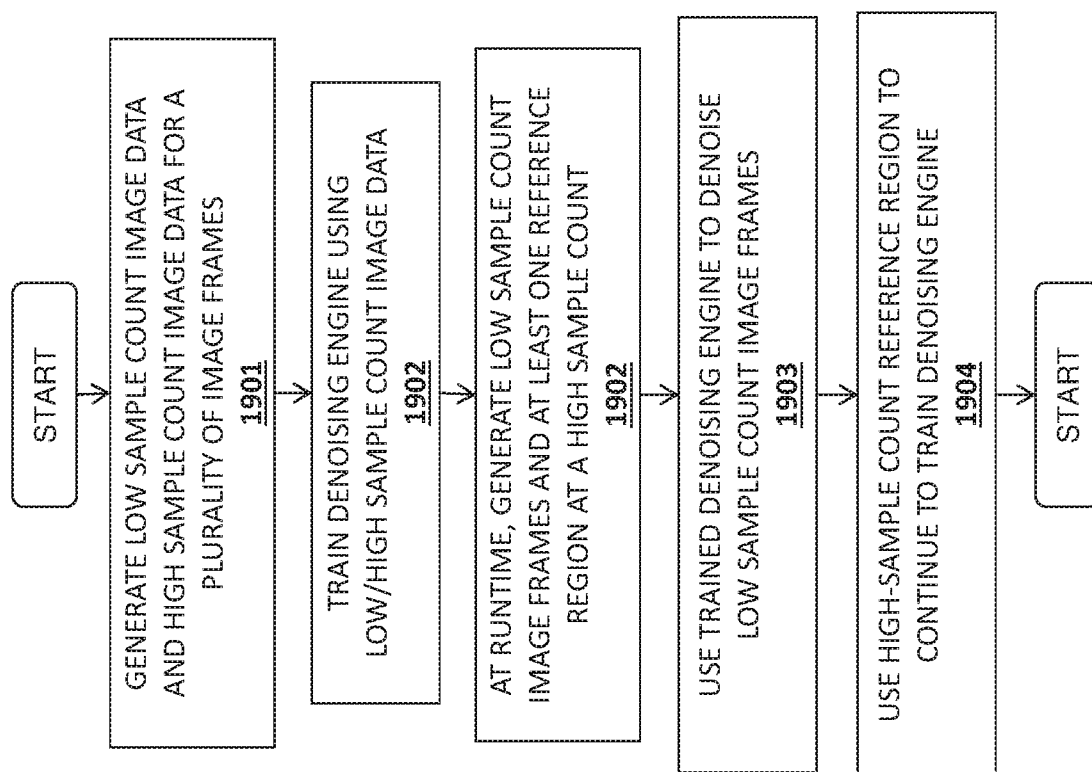 START
GENERATE LOW SAMPLE COUNT IMAGE DATA
AND HIGH SAMPLE COUNT IMAGE DATA FOR A
PLURALITY OF IMAGE FRAMES
1901
TRAIN DENOISING ENGINE USING
LOW/HIGH SAMPLE COUNT IMAGE DATA
1902
AT RUNTIME, GENERATE LOW SAMPLE COUNT
IMAGE FRAMES AND AT LEAST ONE REFERENCE
REGION AT A HIGH SAMPLE COUNT
1902
USE TRAINED DENOISING ENGINE TO DENOISE
LOW SAMPLE COUNT IMAGE FRAMES
1903
USE HIGH-SAMPLE COUNT REFERENCE REGION TO
CONTINUE TO TRAIN DENOISING ENGINE
1904
START